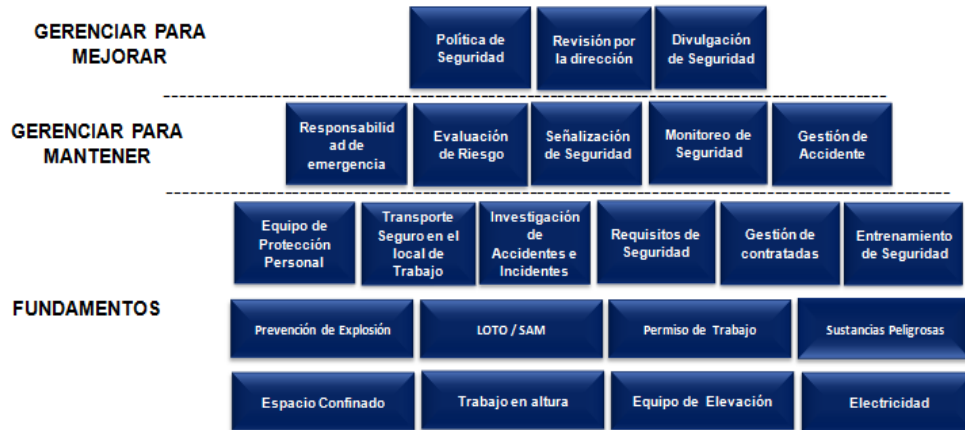 GERENCIAR PARA
MEJORAR
Política de
Seguridad
Revisión por
la dirección
Divulgación
de Seguridad
GERENCIAR PARA
MANTENER
Responsabilid
ad de
emergencia
Evaluación
de Riesgo
Señalización
de Seguridad
Monitoreo de
Seguridad
Gestión de
Accidente
Equipo de
Protección
Personal
Transporte
Seguro en el
local de
Trabajo
Investigación
de
Accidentes e
Incidentes
Requisitos de
Seguridad
Gestión de
contratadas
Entrenamiento
de Seguridad
FUNDAMENTOS
Prevención de Explosión
LOTO / SAM
Permiso de Trabajo
Sustancias Peligrosas
Espacio Confinado
Trabajo en altura
Equipo de Elevación
Electricidad